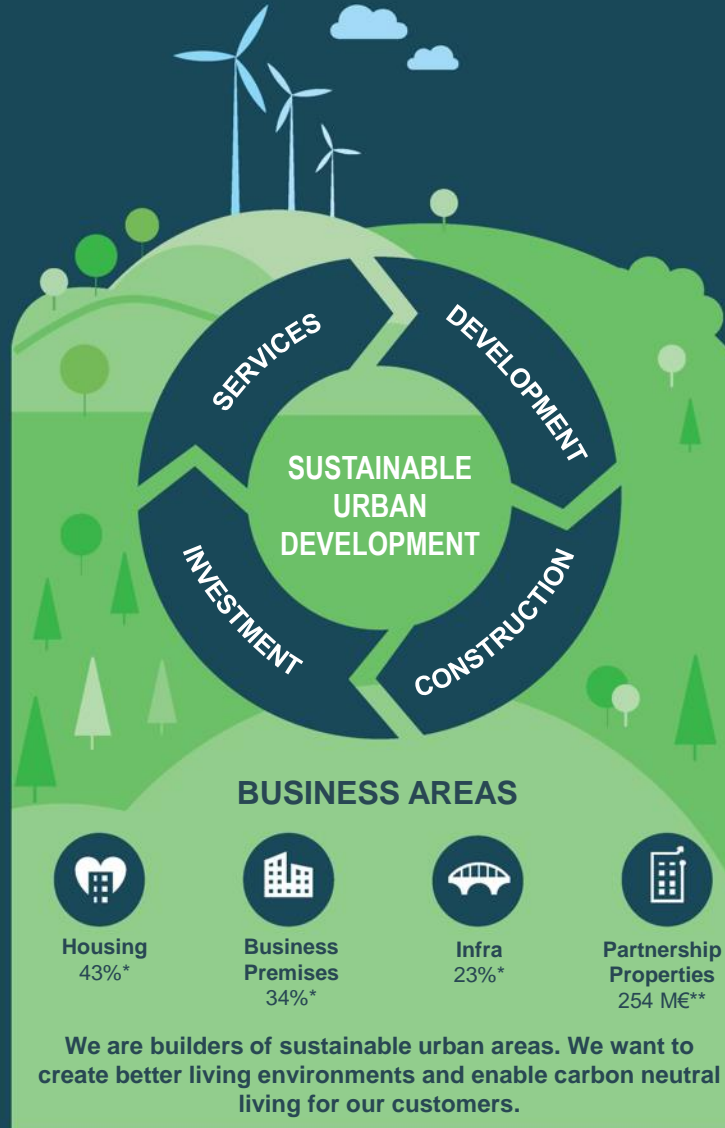 SERVICES
DEVELOPMENT
SUSTAINABLE
URBAN
DEVELOPMENT
INVESTMENT
CONSTRUCTION
BUSINESS AREAS
Housing
43%*
Business
Premises
34%*
Infra
23%*
Partnership
Properties
254 M€**
We are builders of sustainable urban areas. We want to
create better living environments and enable carbon neutral
living for our customers.